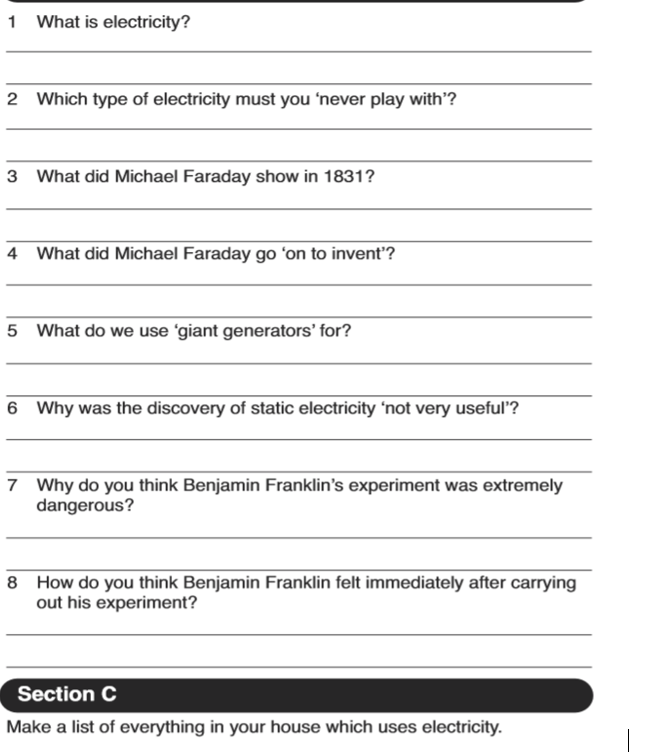 1 What is electricity?
2 Which type of electricity must you ‘never play with’?
3 What did Michael Faraday show in 1831?
4 What did Michael Faraday go ‘on to invent’?
5 What do we use ‘giant generators’ for?
6 Why was the discovery of static electricity ‘not very useful’?
7 Why do you think Benjamin Franklin’s experiment was extremely
dangerous?
8 How do you think Benjamin Franklin felt immediately after carrying
out his experiment?
Section C
Make a list of everything in your house which uses electricity.